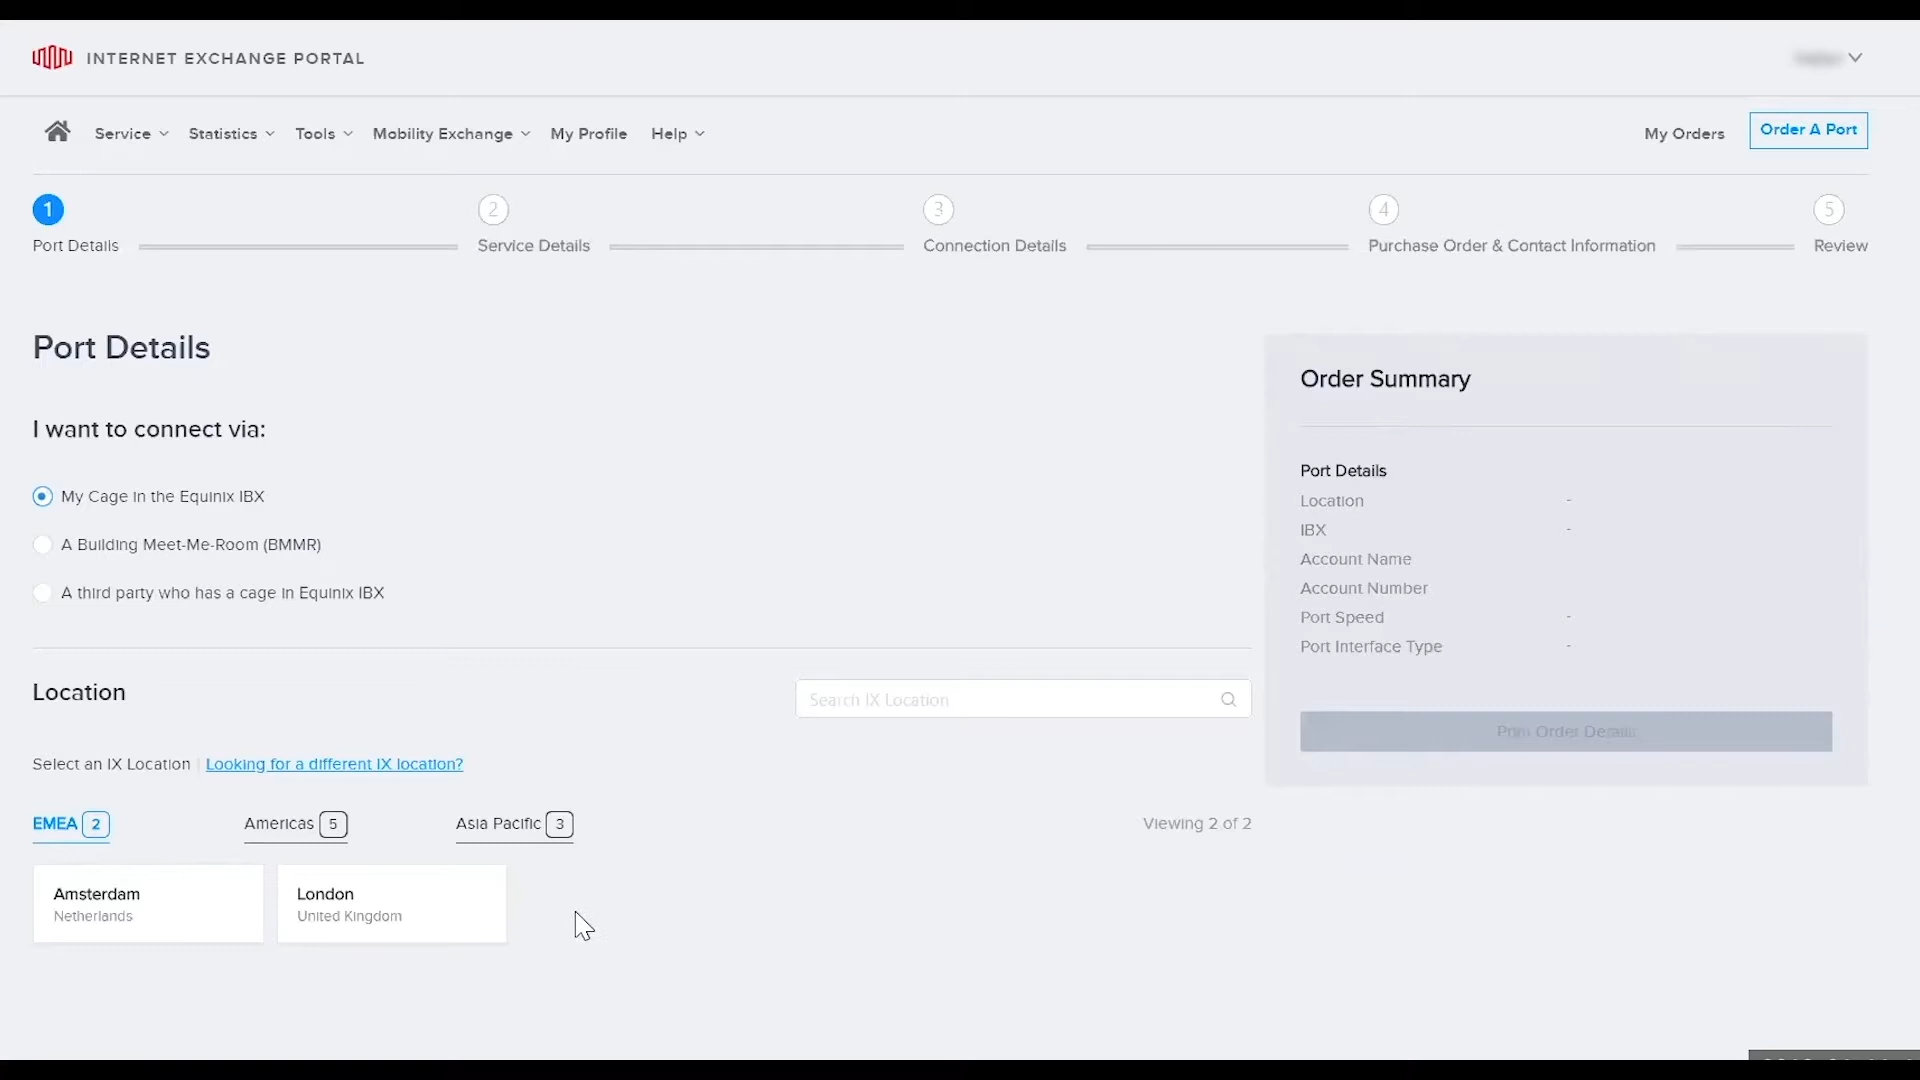 INTERNET EXCHANGE PORTAL
Service Statistics Tools Mobility Exchange My Profile Help My Orders Order A Port
1 2 3 4 5
Port Details Service Details Connection Details Purchase Order & Contact Information Review
Port Details
I want to connect via:
My Cage in the Equinix IBX
A Building Meet-Me-Room (BMMR)
A third party who has a cage in Equinix IBX
Location
Search IX Location
Select an IX Location | Looking for a different IX location?
EMEA 2 Americas 5 Asia Pacific 3 Viewing 2 of 2
Amsterdam
Netherlands
London
United Kingdom
Order Summary
Port Details
Location -
IBX -
Account Name
Account Number
Port Speed -
Port Interface Type -
Print Order Details